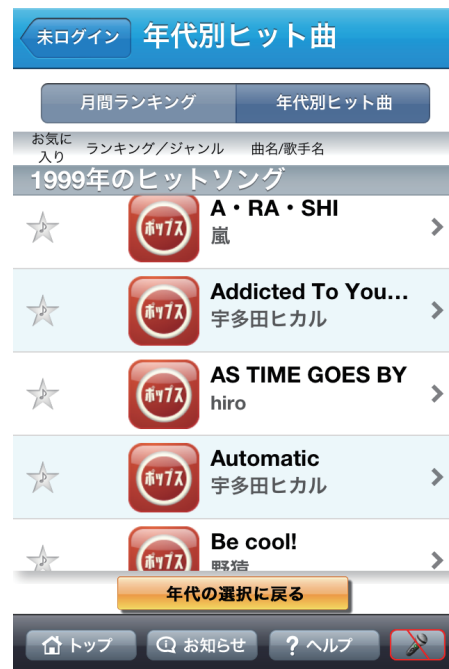 未ログイン 年代別ヒット曲
月間ランキング 年代別ヒット曲
お気に
入り ランキング／ジャンル 曲名/歌手名
1999年のヒットソング
A・RA・SHI
ポップス
嵐
Addicted To You...
ポップス
宇多田ヒカル
AS TIME GOES BY
ポップス
hiro
Automatic
ポップス
宇多田ヒカル
Be cool!
ポップス
野猿
年代の選択に戻る
トップ お知らせ ? ヘルプ